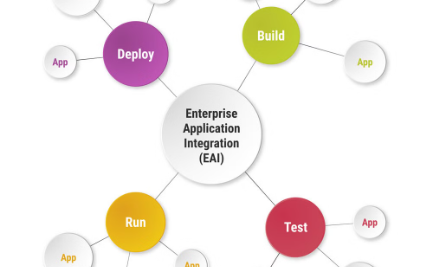 Deploy
Build
App
App
Enterprise
Application
Integration
(EAI)
Run
Test
App
App
App